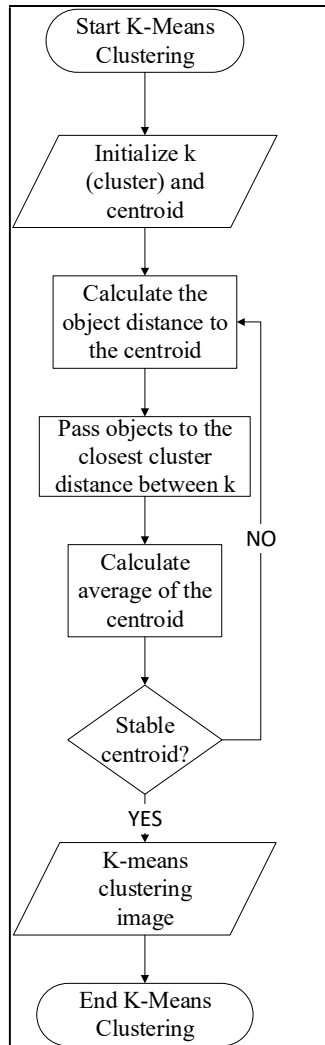 Start K-Means
Clustering
Initialize k
(cluster) and
centroid
Calculate the
object distance to
the centroid
Pass objects to the
closest cluster
distance between k
NO
Calculate
average of the
centroid
Stable
centroid?
YES
K-means
clustering
image
End K-Means
Clustering